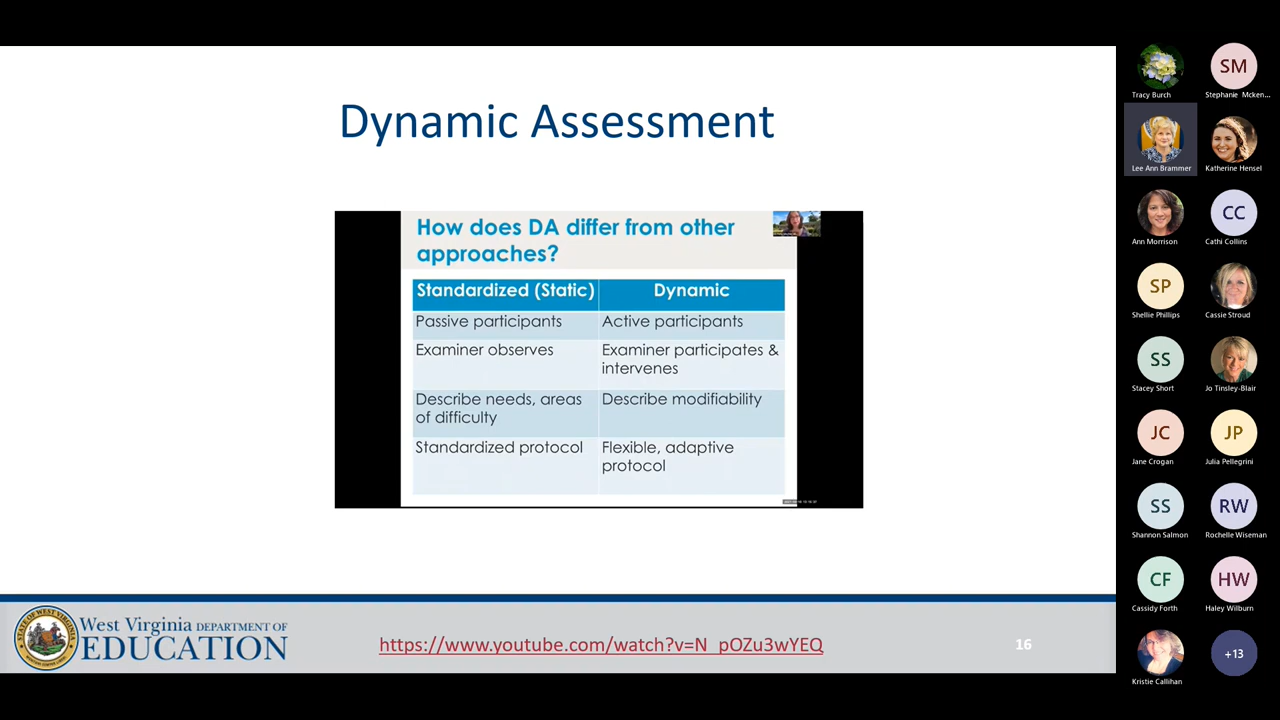 Dynamic Assessment
How does DA differ from other
approaches?
Standardized (Static)
Dynamic
Passive participants
Active participants
Examiner observes
Examiner participates &
intervenes
Describe needs, areas
of difficulty
Describe modifiability
Standardized protocol
Flexible, adaptive
protocol
West Virginia DEPARTMENT OF
EDUCATION
https://www.youtube.com/watch?v=N_pOZu3wYEQ
16
Tracy Burch
SM
Stephanie Mcken...
Lee Ann Brammer
Katherine Hensel
Ann Morrison
CC
Cathi Collins
SP
Shellie Phillips
Cassie Stroud
SS
Stacey Short
Jo Tinsley-Blair
JC
Jane Crogan
JP
Julia Pellegrini
SS
Shannon Salmon
RW
Rochelle Wiseman
CF
Cassidy Forth
HW
Haley Wilburn
Kristie Callihan
+13